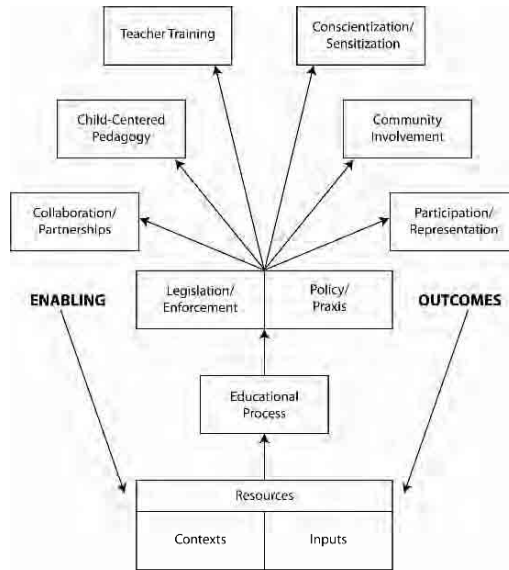 Teacher Training
Conscientization/
Sensitization
Child-Centered
Pedagogy
Community
Involvement
Collaboration/
Partnerships
Participation/
Representation
Legislation/
Enforcement
Policy/
Praxis
ENABLING
OUTCOMES
Educational
Process
Resources
Contexts
Inputs